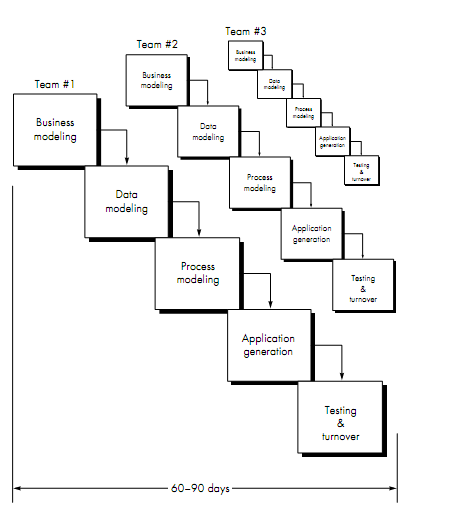 Team #1
Business
modeling
Data
modeling
Process
modeling
Application
generation
Testing
&
turnover
Team #2
Business
modeling
Data
modeling
Process
modeling
Application
generation
Testing
&
turnover
Team #3
Business
modeling
Data
modeling
Process
modeling
Application
generation
Testing
&
turnover
60–90 days